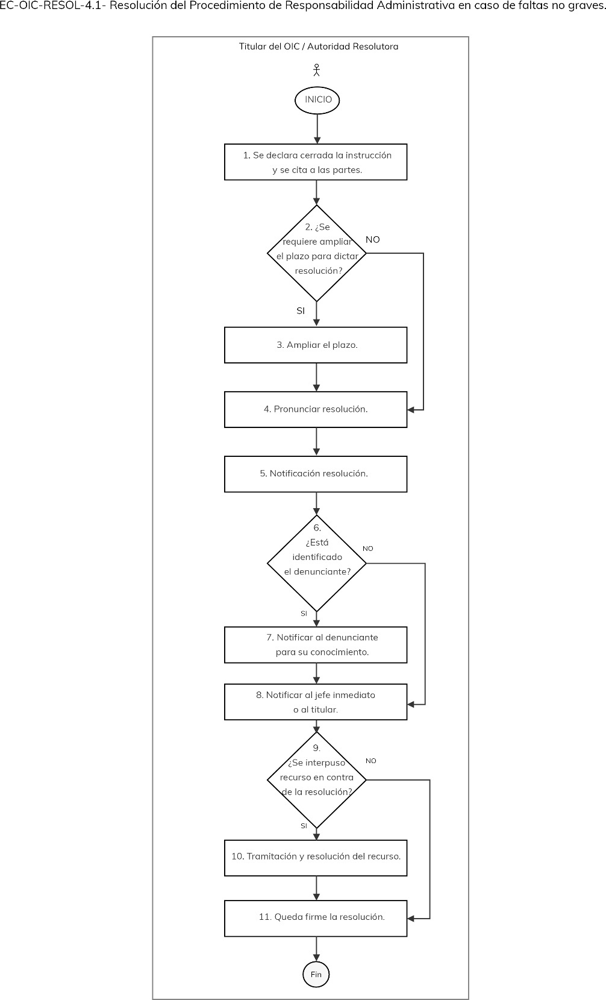 EC-OIC-RESOL-4.1- Resolución del Procedimiento de Responsabilidad Administrativa en caso de faltas no graves.
Titular del OIC / Autoridad Resolutora
INICIO
1. Se declara cerrada la instrucción
y se cita a las partes.
2. ¿Se
requiere ampliar
el plazo para dictar
resolución?
NO
SI
3. Ampliar el plazo.
4. Pronunciar resolución.
5. Notificación resolución.
6.
¿Está
identificado
el denunciante?
NO
SI
7. Notificar al denunciante
para su conocimiento.
8. Notificar al jefe inmediato
o al titular.
9.
¿Se interpuso
recurso en contra
de la resolución?
NO
SI
10. Tramitación y resolución del recurso.
11. Queda firme la resolución.
Fin